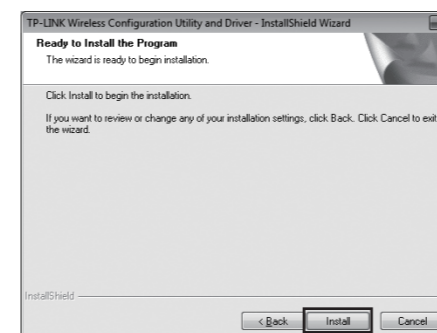 TP-LINK Wireless Configuration Utility and Driver - InstallShield Wizard
Ready to Install the Program
The wizard is ready to begin installation.
Click Install to begin the installation.
If you want to review or change any of your installation settings, click Back. Click Cancel to exit
the wizard.
InstallShield
< Back Install Cancel